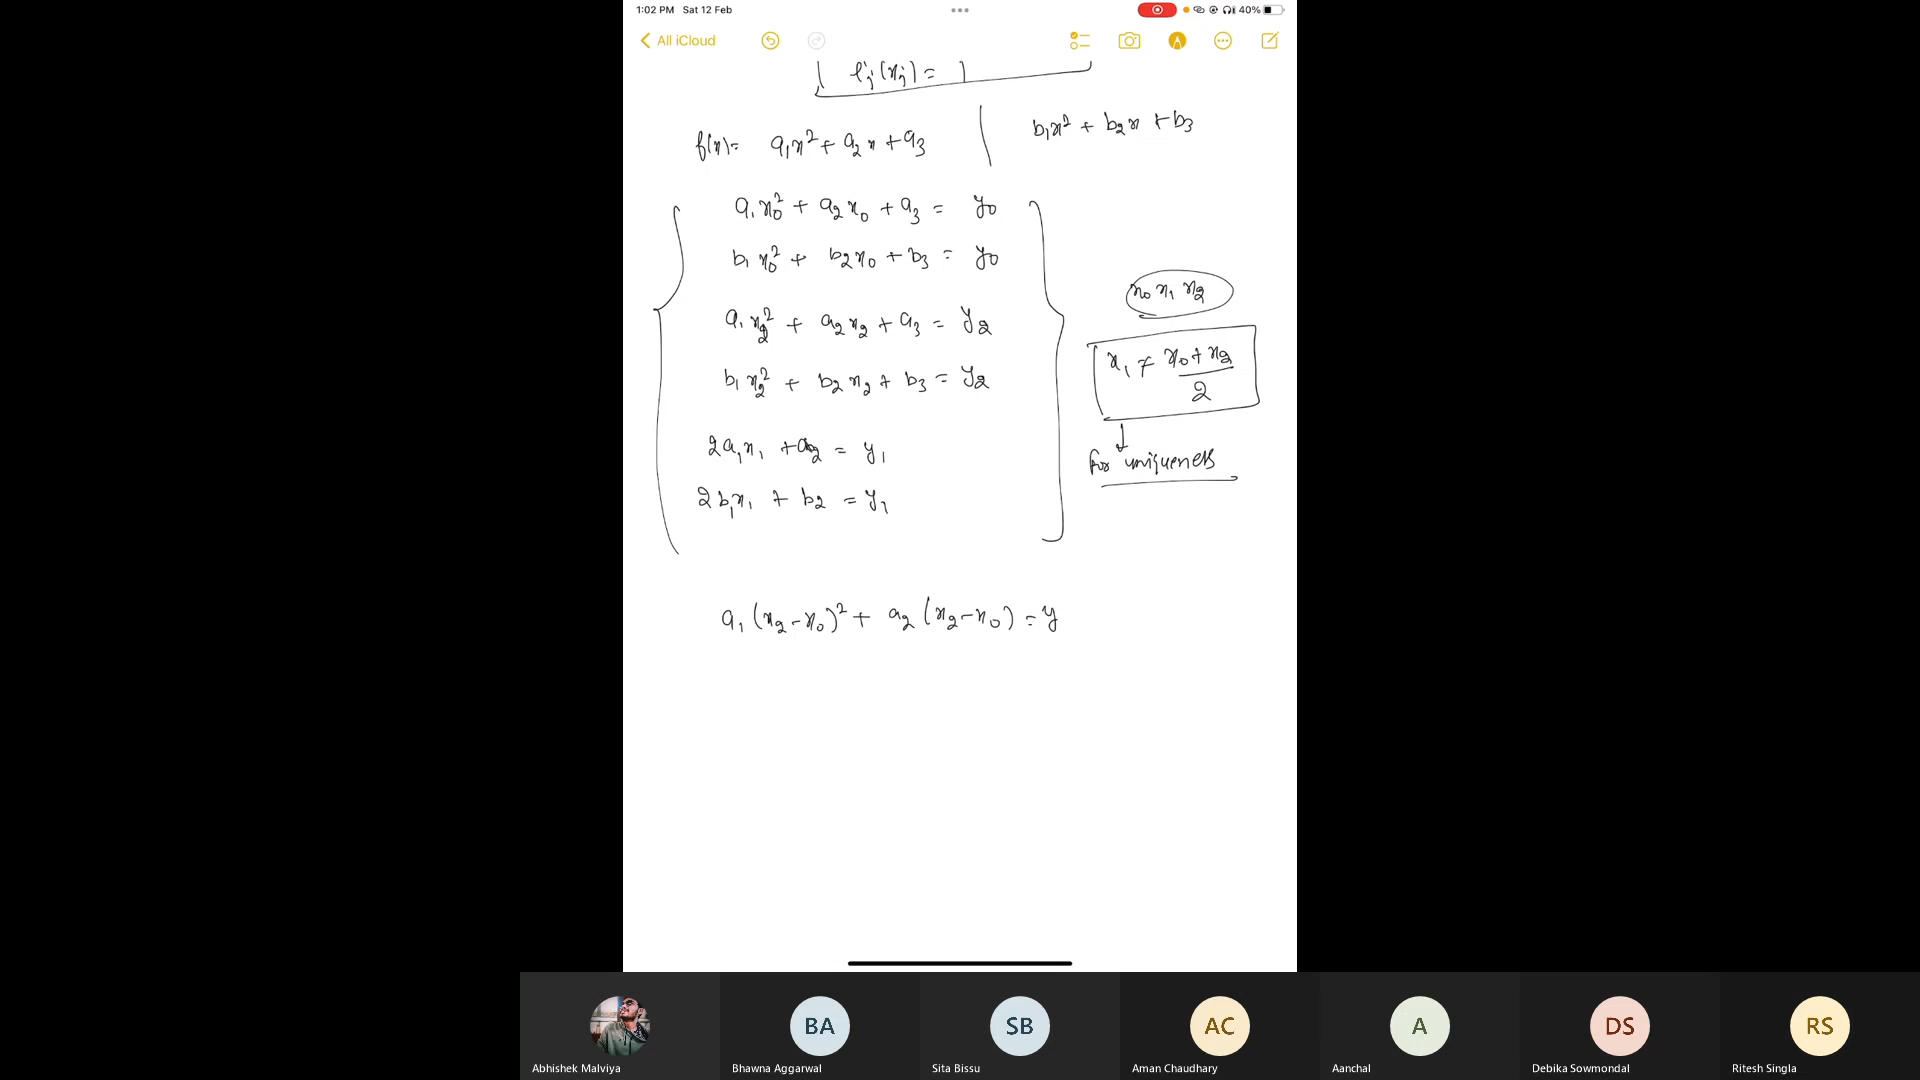 1:02 PM Sat 12 Feb
40%
All iCloud
l'j (xj) = 1
f(x) = a₁x² + a₂x + a₃ | b₁x² + b₂x + b₃
a₁x₀² + a₂x₀ + a₃ = y₀
b₁x₀² + b₂x₀ + b₃ = y₀
a₁x₂² + a₂x₂ + a₃ = y₂
b₁x₂² + b₂x₂ + b₃ = y₂
2a₁x₁ + a₂ = y₁
2b₁x₁ + b₂ = y₁
x₀ x₁ x₂
x₁ ≠ (x₀ + x₂)/2
for uniqueness
a₁(x₂-x₀)² + a₂(x₂-x₀) = y
BA SB AC A DS RS
Abhishek Malviya Bhawna Aggarwal Sita Bissu Aman Chaudhary Aanchal Debika Sowmondal Ritesh Singla